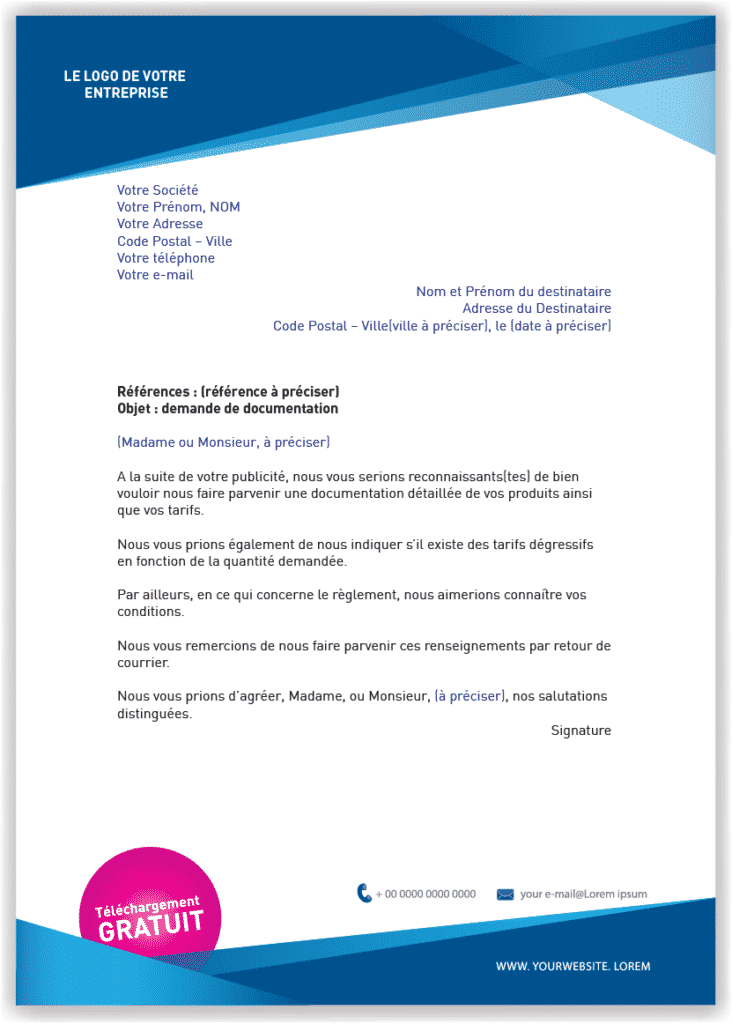 LE LOGO DE VOTRE
ENTREPRISE
Votre Société
Votre Prénom, NOM
Votre Adresse
Code Postal – Ville
Votre téléphone
Votre e-mail
Nom et Prénom du destinataire
Adresse du Destinataire
Code Postal – Ville(ville à préciser), le (date à préciser)
Références : (référence à préciser)
Objet : demande de documentation
(Madame ou Monsieur, à préciser)
A la suite de votre publicité, nous vous serions reconnaissants(tes) de bien
vouloir nous faire parvenir une documentation détaillée de vos produits ainsi
que vos tarifs.
Nous vous prions également de nous indiquer s'il existe des tarifs dégressifs
en fonction de la quantité demandée.
Par ailleurs, en ce qui concerne le règlement, nous aimerions connaître vos
conditions.
Nous vous remercions de nous faire parvenir ces renseignements par retour de
courrier.
Nous vous prions d'agréer, Madame, ou Monsieur, (à préciser), nos salutations
distinguées.
Signature
Téléchargement
GRATUIT
+ 00 0000 0000 0000
your e-mail@Lorem ipsum
WWW. YOURWEBSITE. LOREM